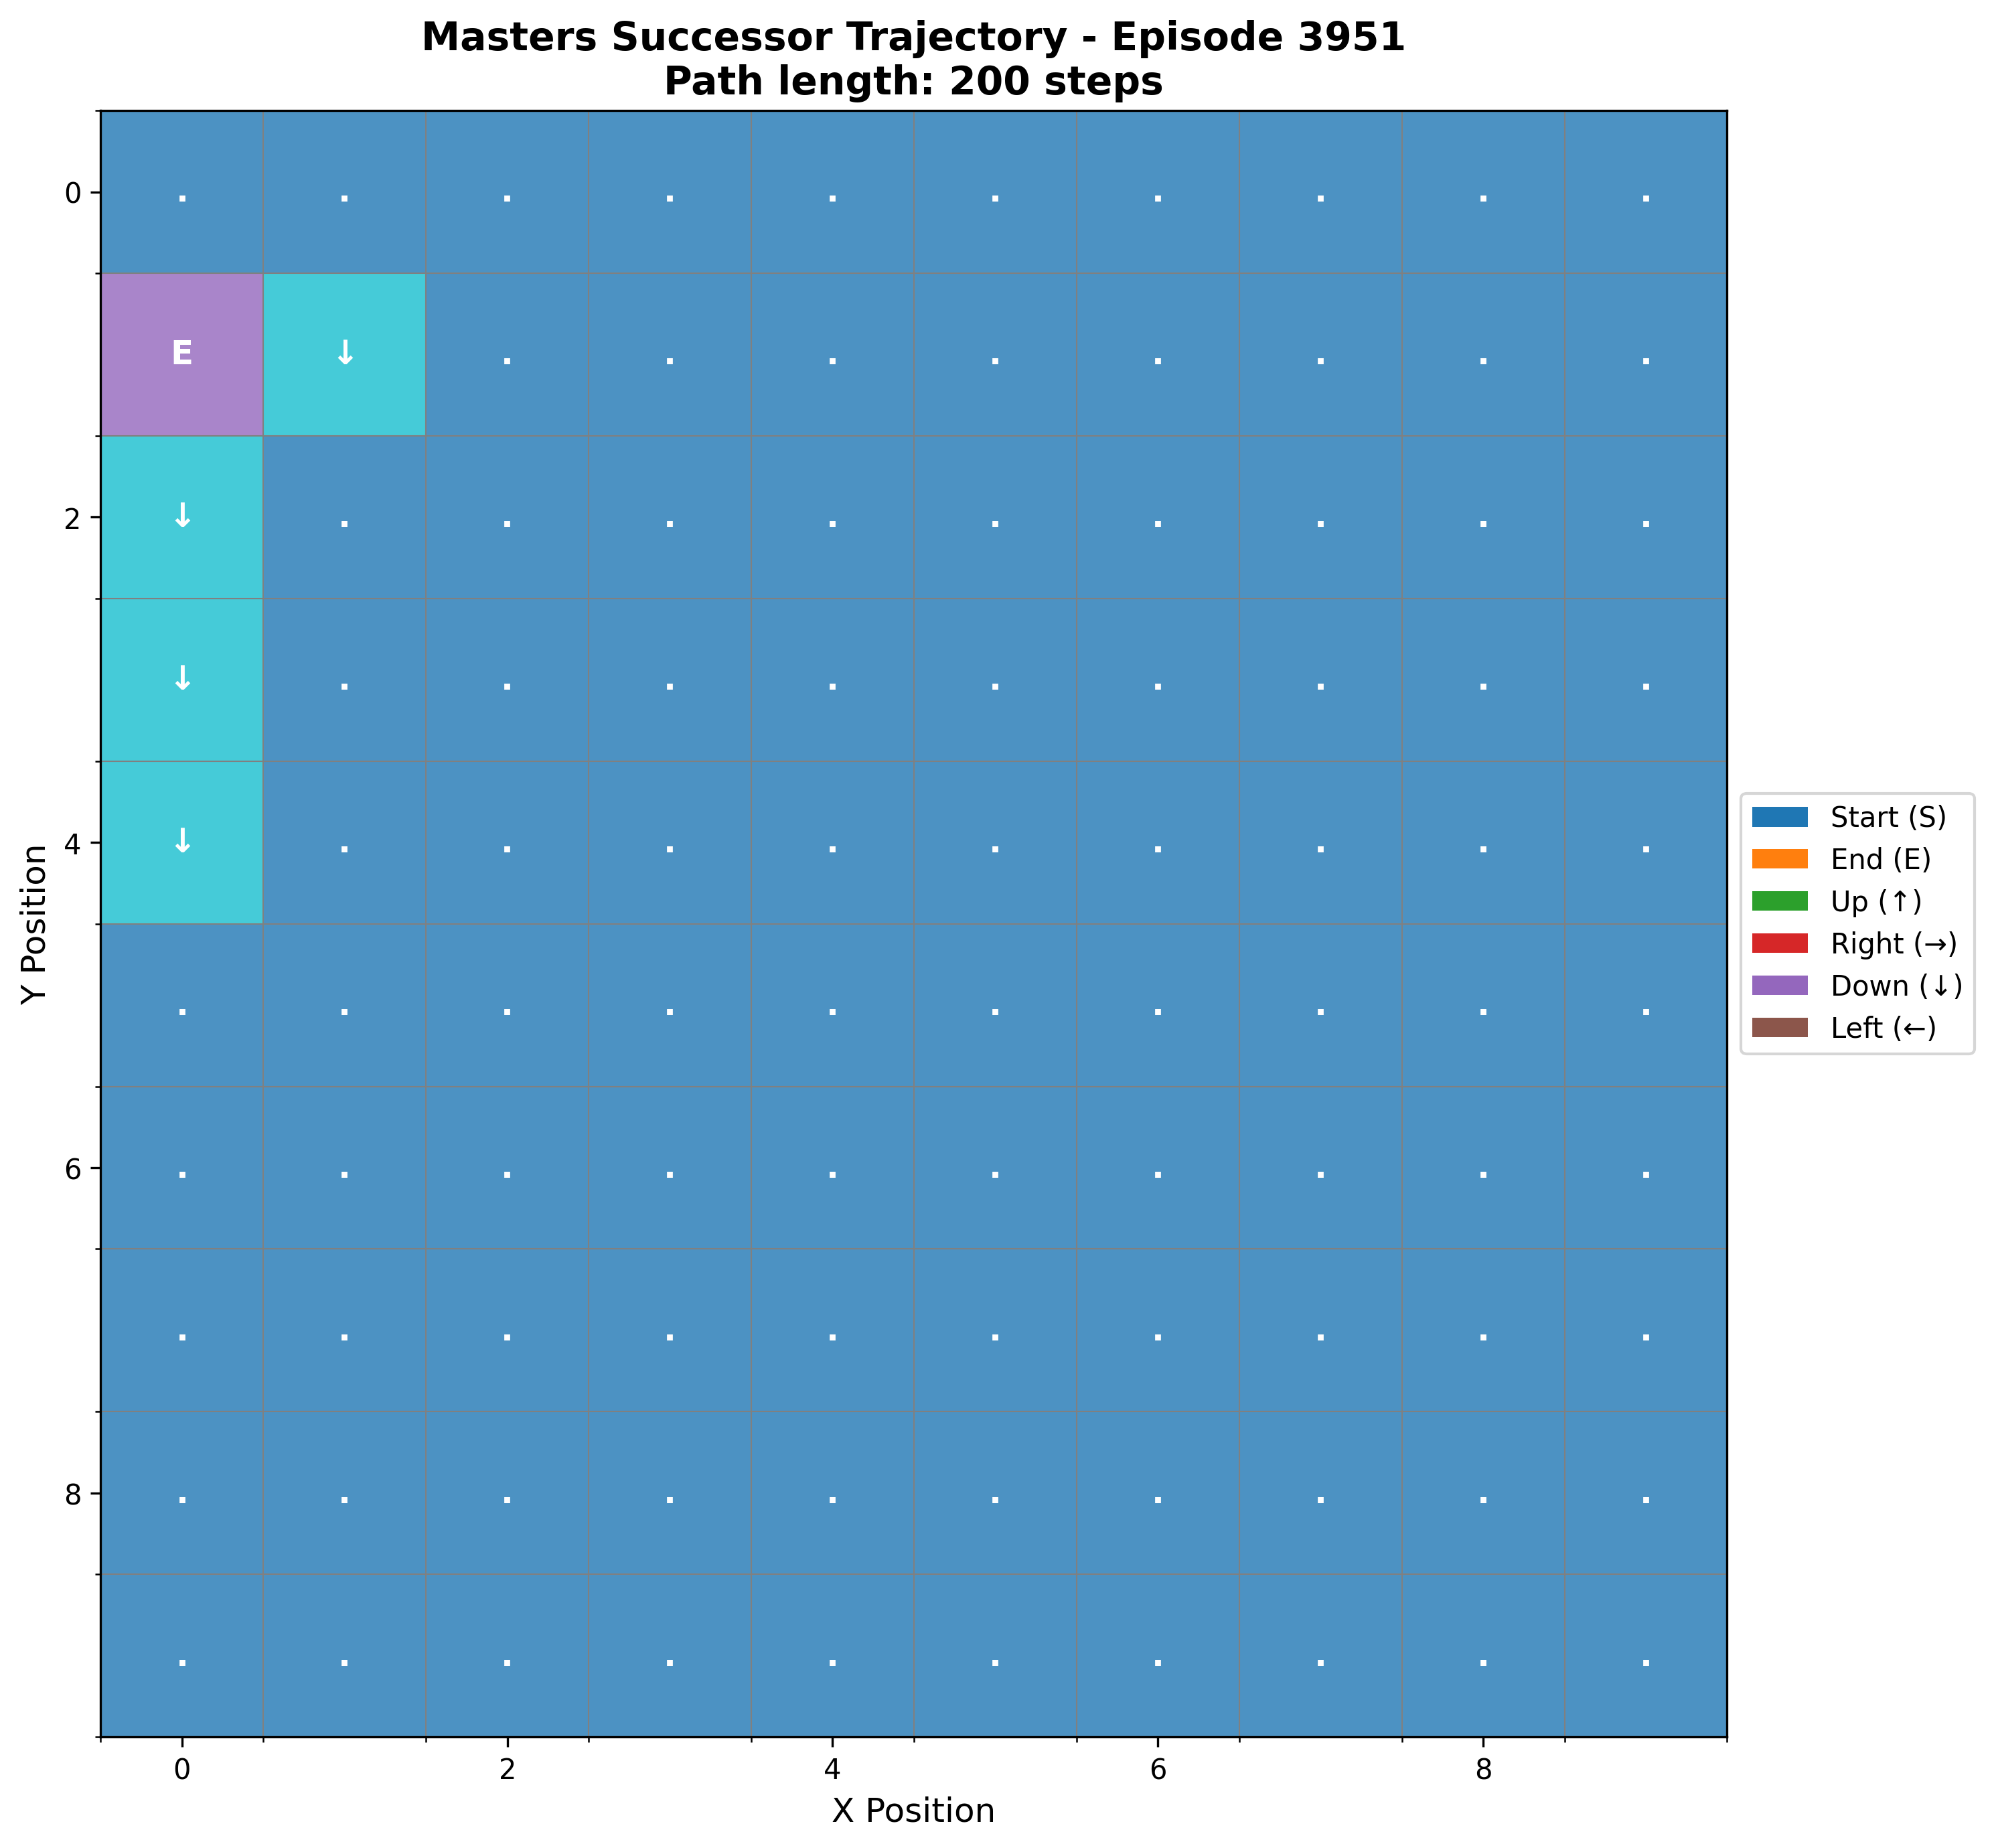 Masters Successor Trajectory - Episode 3951
Path length: 200 steps
0
E ↓
2 ↓
↓
4 ↓
6
8
0 2 4 6 8
X Position
Y Position
Start (S)
End (E)
Up (↑)
Right (→)
Down (↓)
Left (←)